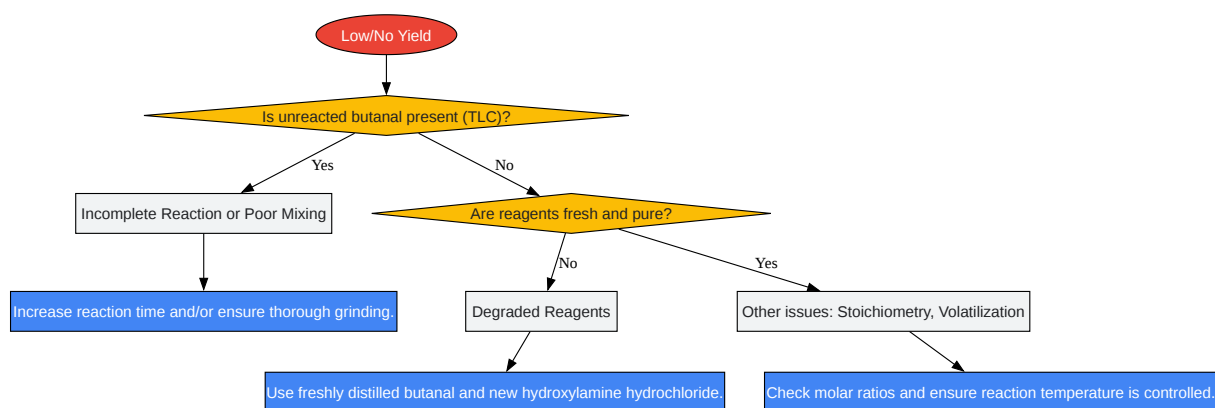 Low/No Yield
Is unreacted butanal present (TLC)?
Yes
No
Incomplete Reaction or Poor Mixing
Are reagents fresh and pure?
No
Yes
Increase reaction time and/or ensure thorough grinding.
Degraded Reagents
Other issues: Stoichiometry, Volatilization
Use freshly distilled butanal and new hydroxylamine hydrochloride.
Check molar ratios and ensure reaction temperature is controlled.